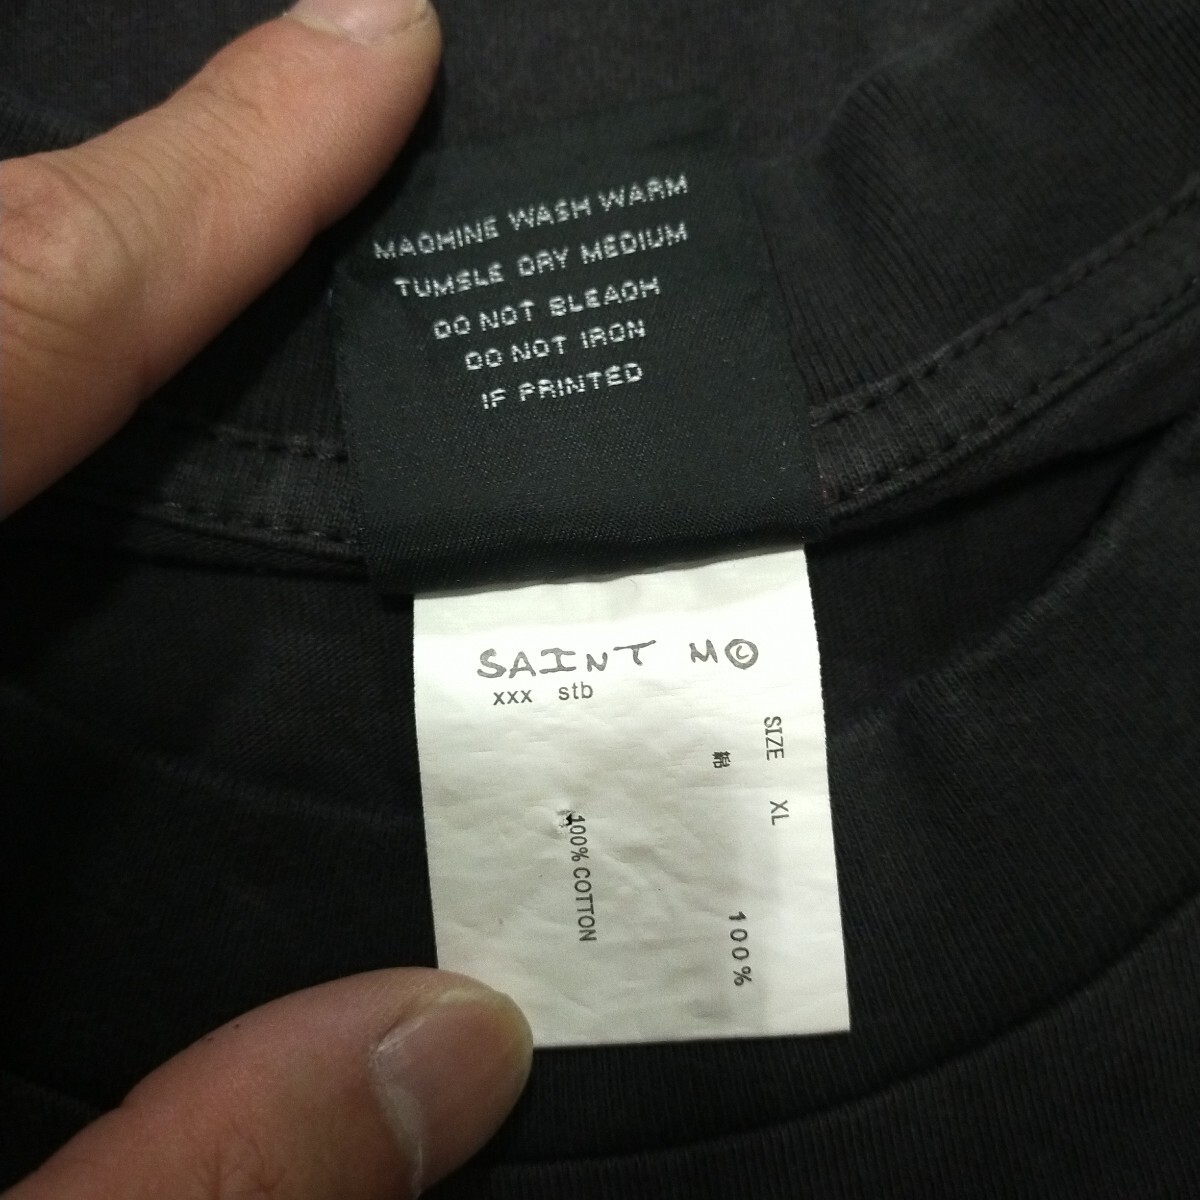 MACHINE WASH WARM
TUMBLE DRY MEDIUM
DO NOT BLEACH
DO NOT IRON
IF PRINTED
SAINT M©
xxx stb
SIZE XL
綿 100%
100% COTTON